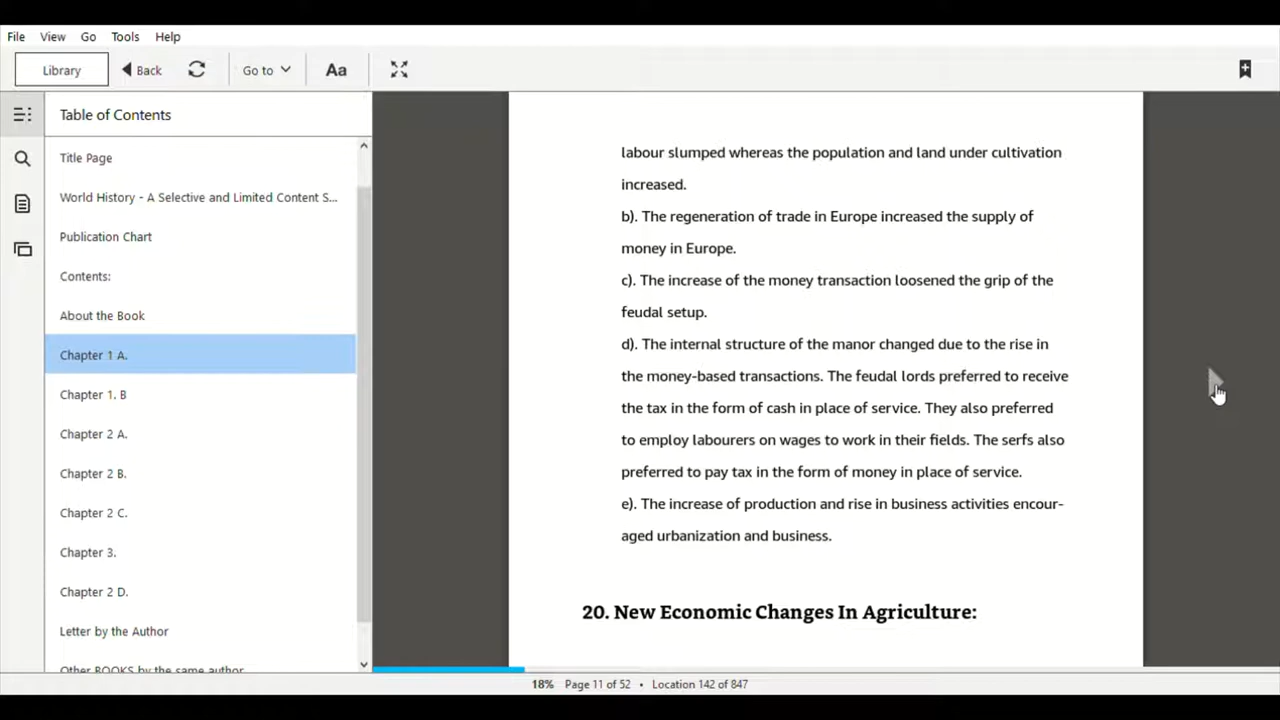 File View Go Tools Help
Library Back Go to Aa
Table of Contents
Title Page
World History - A Selective and Limited Content S...
Publication Chart
Contents:
About the Book
Chapter 1 A.
Chapter 1. B
Chapter 2 A.
Chapter 2 B.
Chapter 2 C.
Chapter 3.
Chapter 2 D.
Letter by the Author
Other BOOKS by the same author
labour slumped whereas the population and land under cultivation
increased.
b). The regeneration of trade in Europe increased the supply of
money in Europe.
c). The increase of the money transaction loosened the grip of the
feudal setup.
d). The internal structure of the manor changed due to the rise in
the money-based transactions. The feudal lords preferred to receive
the tax in the form of cash in place of service. They also preferred
to employ labourers on wages to work in their fields. The serfs also
preferred to pay tax in the form of money in place of service.
e). The increase of production and rise in business activities encour-
aged urbanization and business.
20. New Economic Changes In Agriculture:
18% Page 11 of 52 • Location 142 of 847